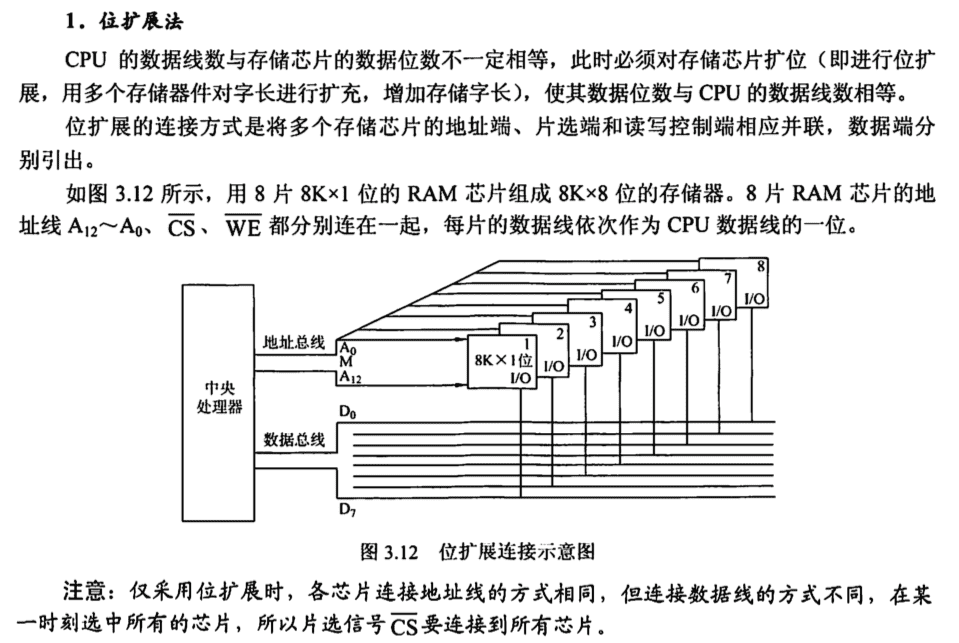 1．位扩展法
CPU 的数据线数与存储芯片的数据位数不一定相等，此时必须对存储芯片扩位（即进行位扩
展，用多个存储器件对字长进行扩充，增加存储字长），使其数据位数与 CPU 的数据线数相等。
位扩展的连接方式是将多个存储芯片的地址端、片选端和读写控制端相应并联，数据端分
别引出。
如图 3.12 所示，用 8 片 8K×1 位的 RAM 芯片组成 8K×8 位的存储器。8 片 RAM 芯片的地
址线 A₁₂～A₀、C̅S̅、W̅E̅ 都分别连在一起，每片的数据线依次作为 CPU 数据线的一位。
8
I/O
7
I/O
6
I/O
5
I/O
4
I/O
3
I/O
2
I/O
1
8K×1位
I/O
地址总线
A₀
M
A₁₂
中央
处理器
D₀
数据总线
D₇
图 3.12 位扩展连接示意图
注意：仅采用位扩展时，各芯片连接地址线的方式相同，但连接数据线的方式不同，在某
一时刻选中所有的芯片，所以片选信号 C̅S̅ 要连接到所有芯片。